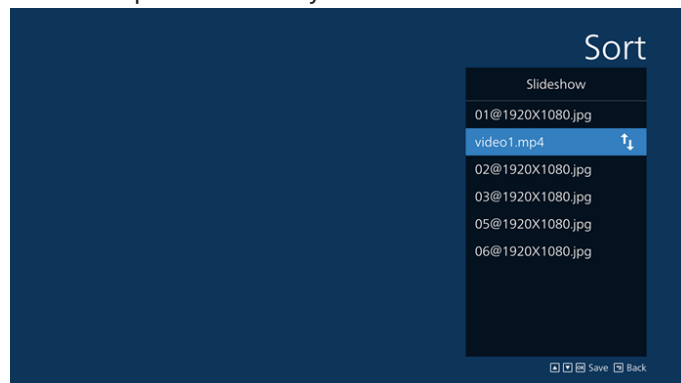 Sort
Slideshow
01@1920X1080.jpg
video1.mp4
02@1920X1080.jpg
03@1920X1080.jpg
05@1920X1080.jpg
06@1920X1080.jpg
OK Save Back